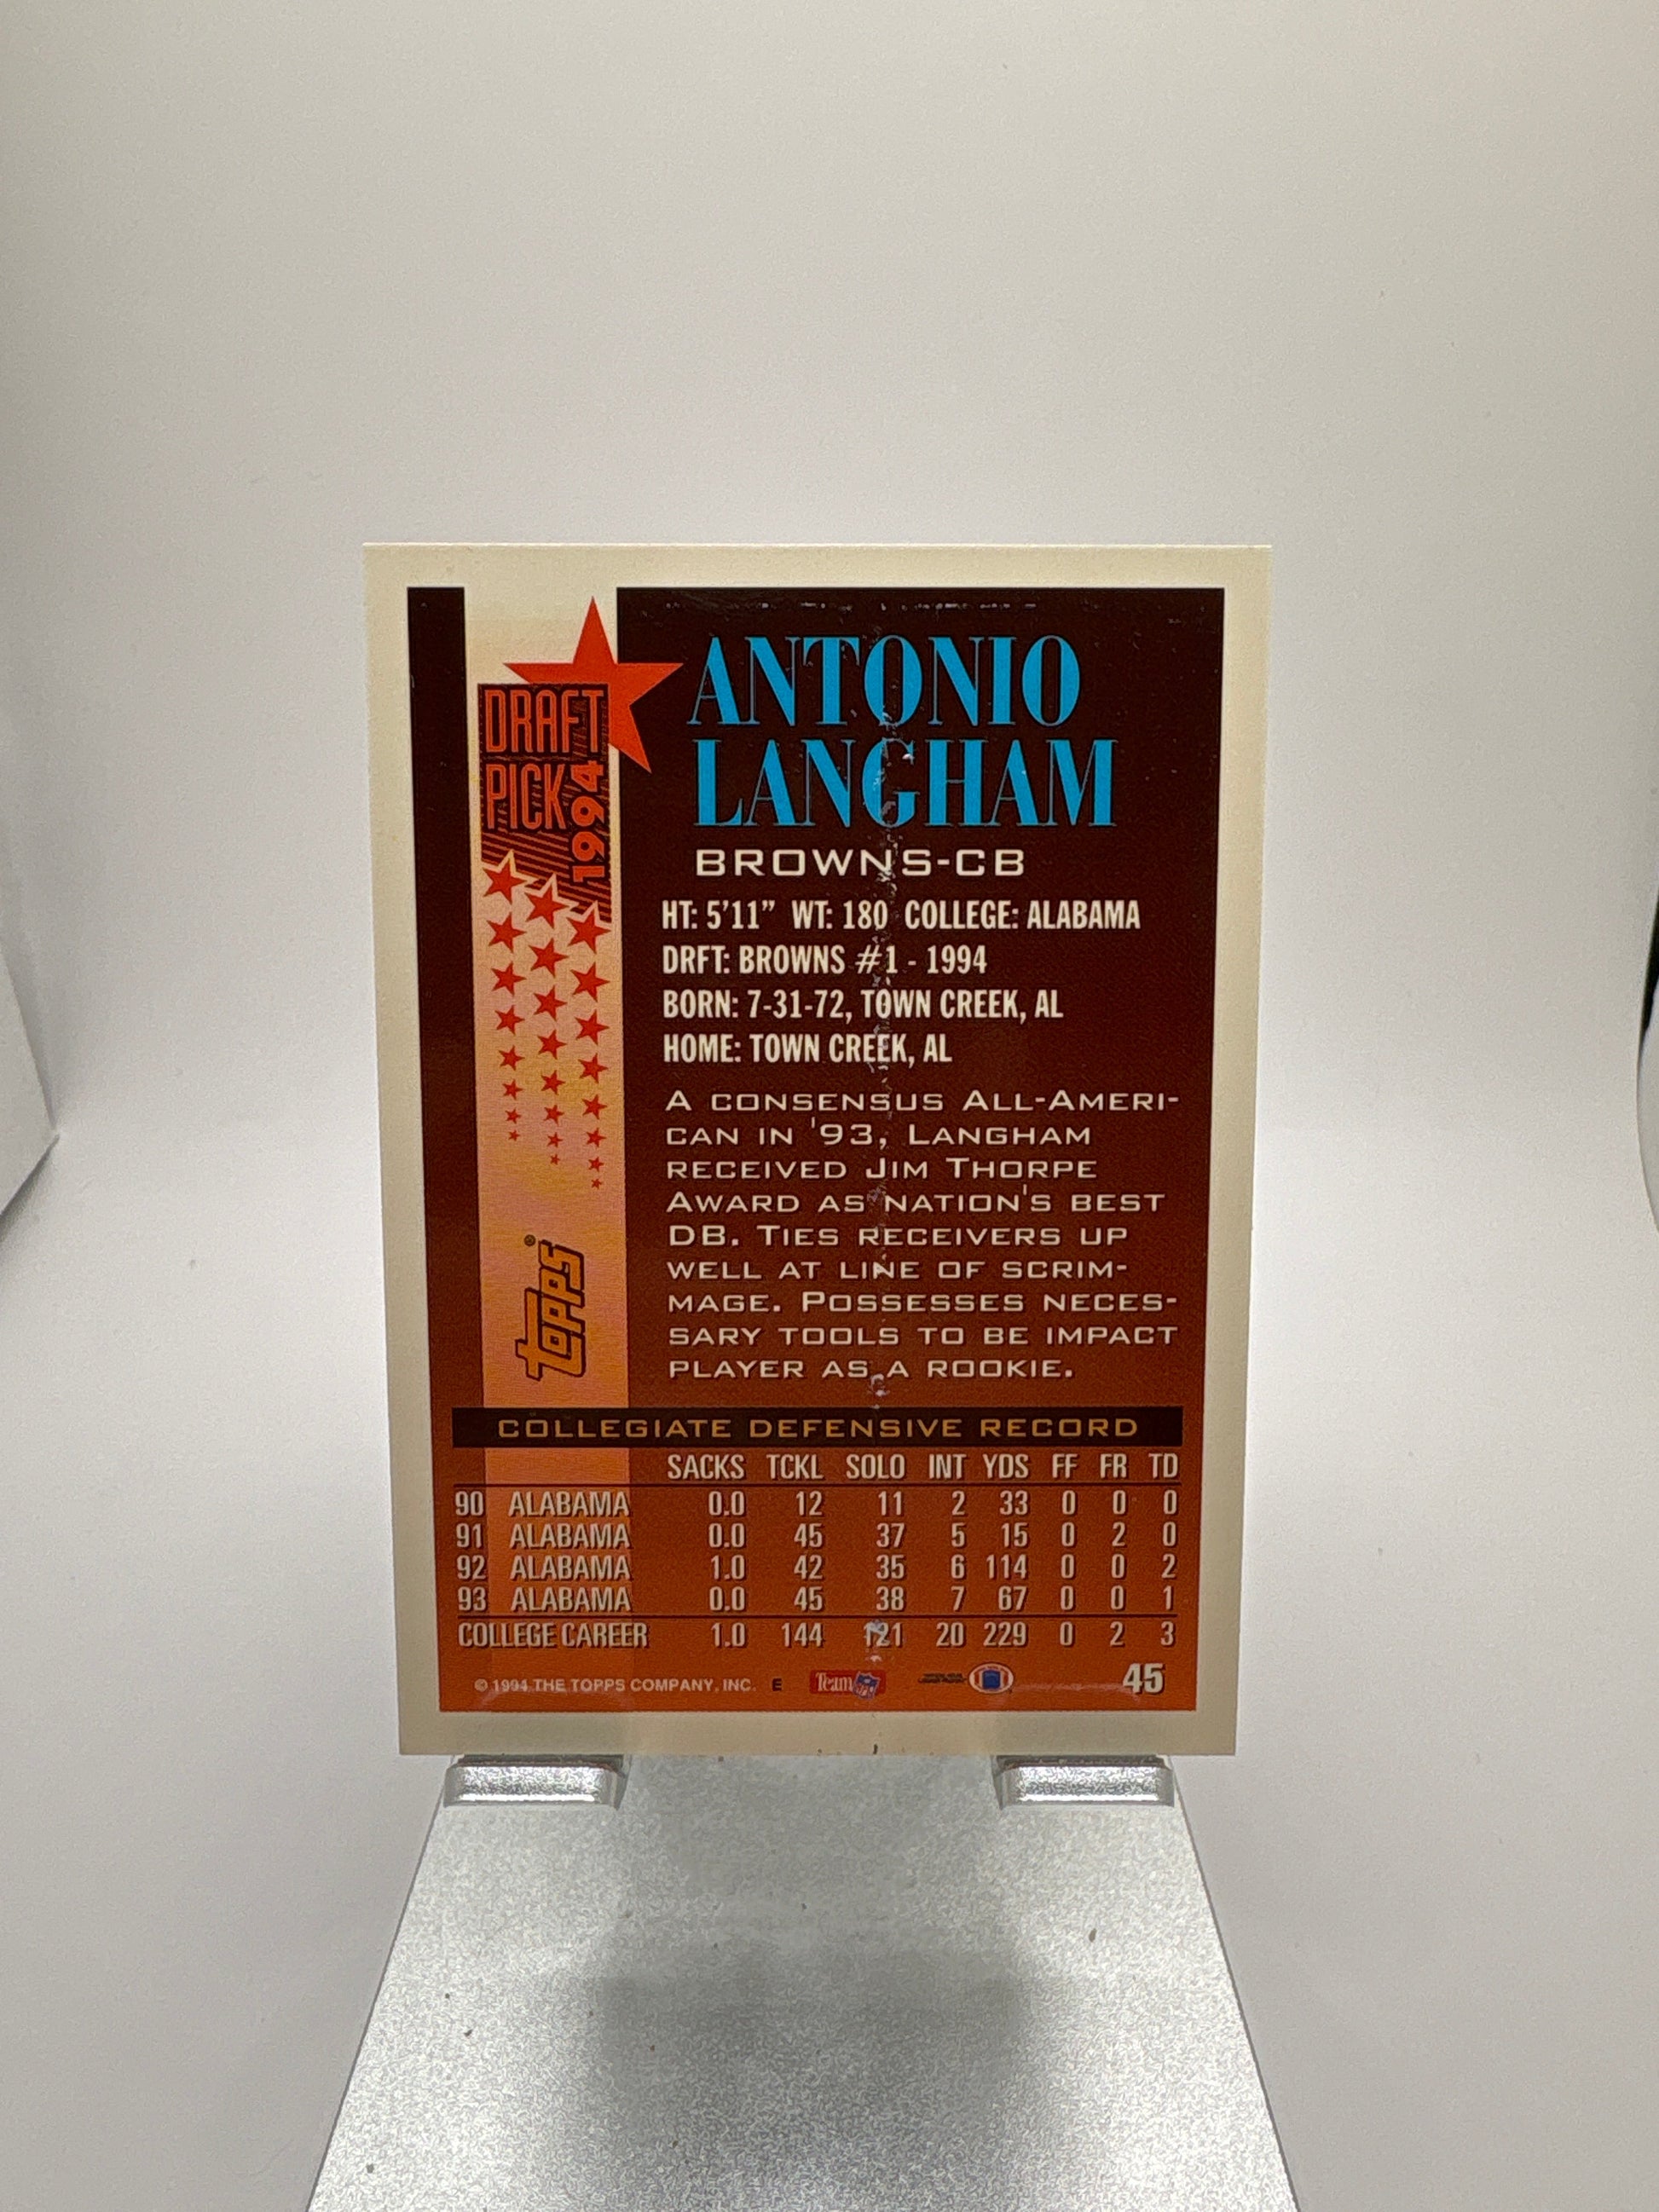 DRAFT
PICK
1994
ANTONIO
LANGHAM
BROWNS-CB
HT: 5'11" WT: 180 COLLEGE: ALABAMA
DRFT: BROWNS #1 - 1994
BORN: 7-31-72, TOWN CREEK, AL
HOME: TOWN CREEK, AL
A CONSENSUS ALL-AMERI-
CAN IN '93, LANGHAM
RECEIVED JIM THORPE
AWARD AS NATION'S BEST
DB. TIES RECEIVERS UP
WELL AT LINE OF SCRIM-
MAGE. POSSESSES NECES-
SARY TOOLS TO BE IMPACT
PLAYER AS A ROOKIE.
TOPPS®
COLLEGIATE DEFENSIVE RECORD
SACKS TCKL SOLO INT YDS FF FR TD
90 ALABAMA 0.0 12 11 2 33 0 0 0
91 ALABAMA 0.0 45 37 5 15 0 2 0
92 ALABAMA 1.0 42 35 6 114 0 0 2
93 ALABAMA 0.0 45 38 7 67 0 0 1
COLLEGE CAREER 1.0 144 121 20 229 0 2 3
© 1994 THE TOPPS COMPANY, INC. E Team NFL 45